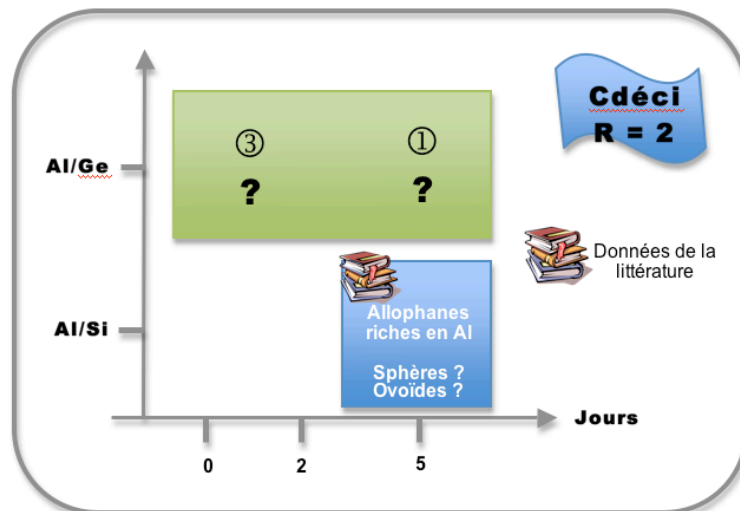 Cdéci
R = 2
③
①
Al/Ge
?
?
Données de la
littérature
Allophanes
riches en Al
Al/Si
Sphères ?
Ovoïdes ?
Jours
0
2
5